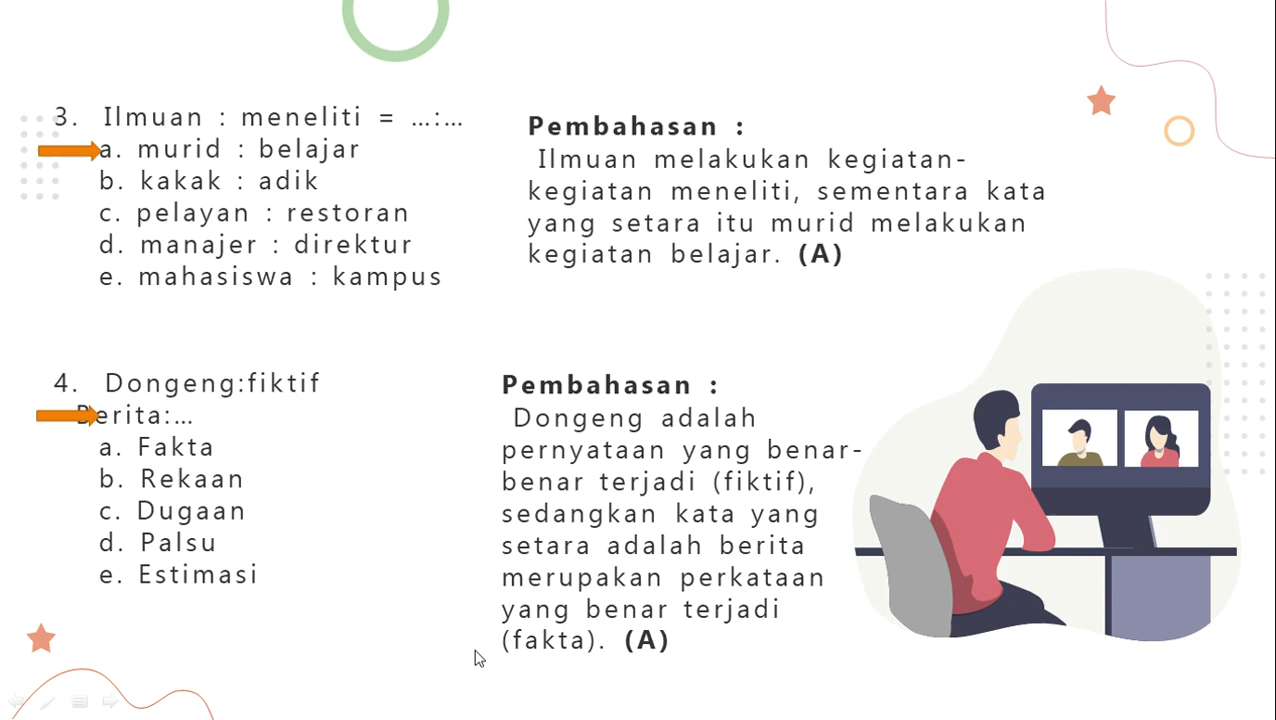 3. Ilmuan : meneliti = ...:...
a. murid : belajar
b. kakak : adik
c. pelayan : restoran
d. manajer : direktur
e. mahasiswa : kampus
Pembahasan :
Ilmuan melakukan kegiatan-
kegiatan meneliti, sementara kata
yang setara itu murid melakukan
kegiatan belajar. (A)
4. Dongeng:fiktif
Berita:...
a. Fakta
b. Rekaan
c. Dugaan
d. Palsu
e. Estimasi
Pembahasan :
Dongeng adalah
pernyataan yang benar-
benar terjadi (fiktif),
sedangkan kata yang
setara adalah berita
merupakan perkataan
yang benar terjadi
(fakta). (A)